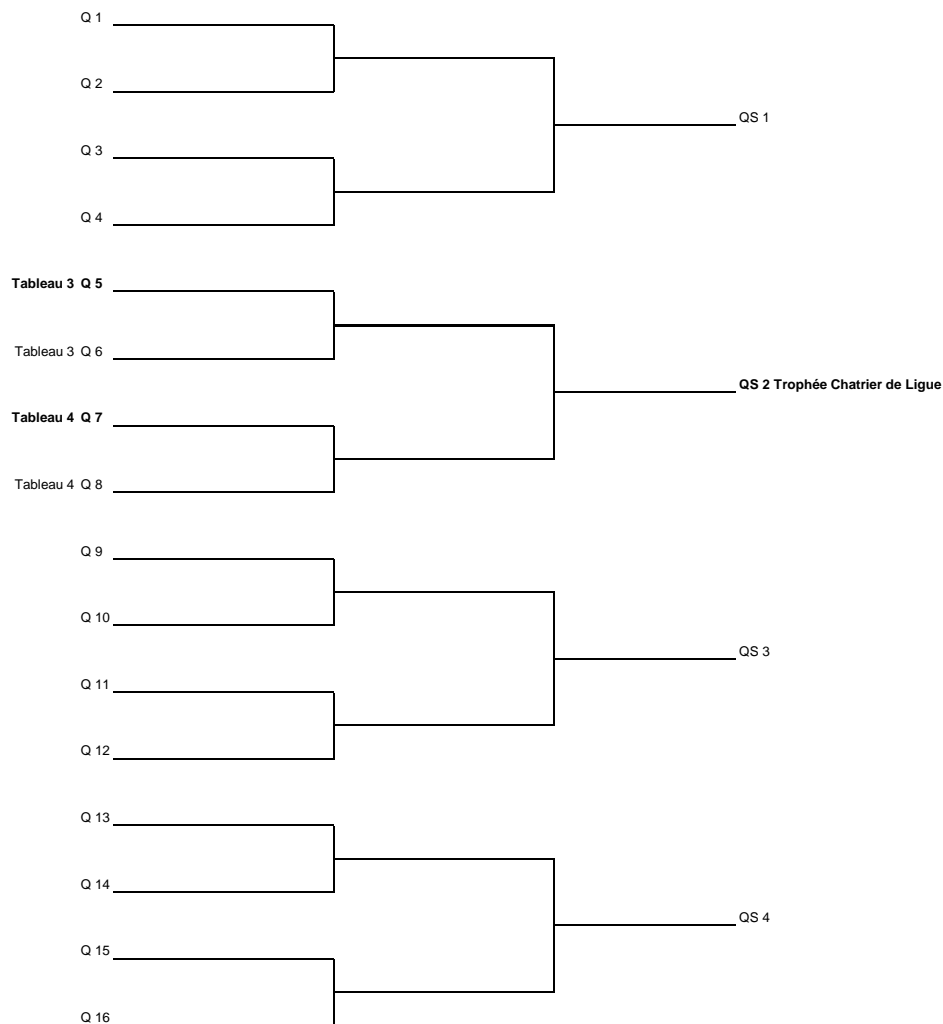 Q 1
Q 2
QS 1
Q 3
Q 4
Tableau 3 Q 5
Tableau 3 Q 6
QS 2 Trophée Chatrier de Ligue
Tableau 4 Q 7
Tableau 4 Q 8
Q 9
Q 10
QS 3
Q 11
Q 12
Q 13
Q 14
QS 4
Q 15
Q 16